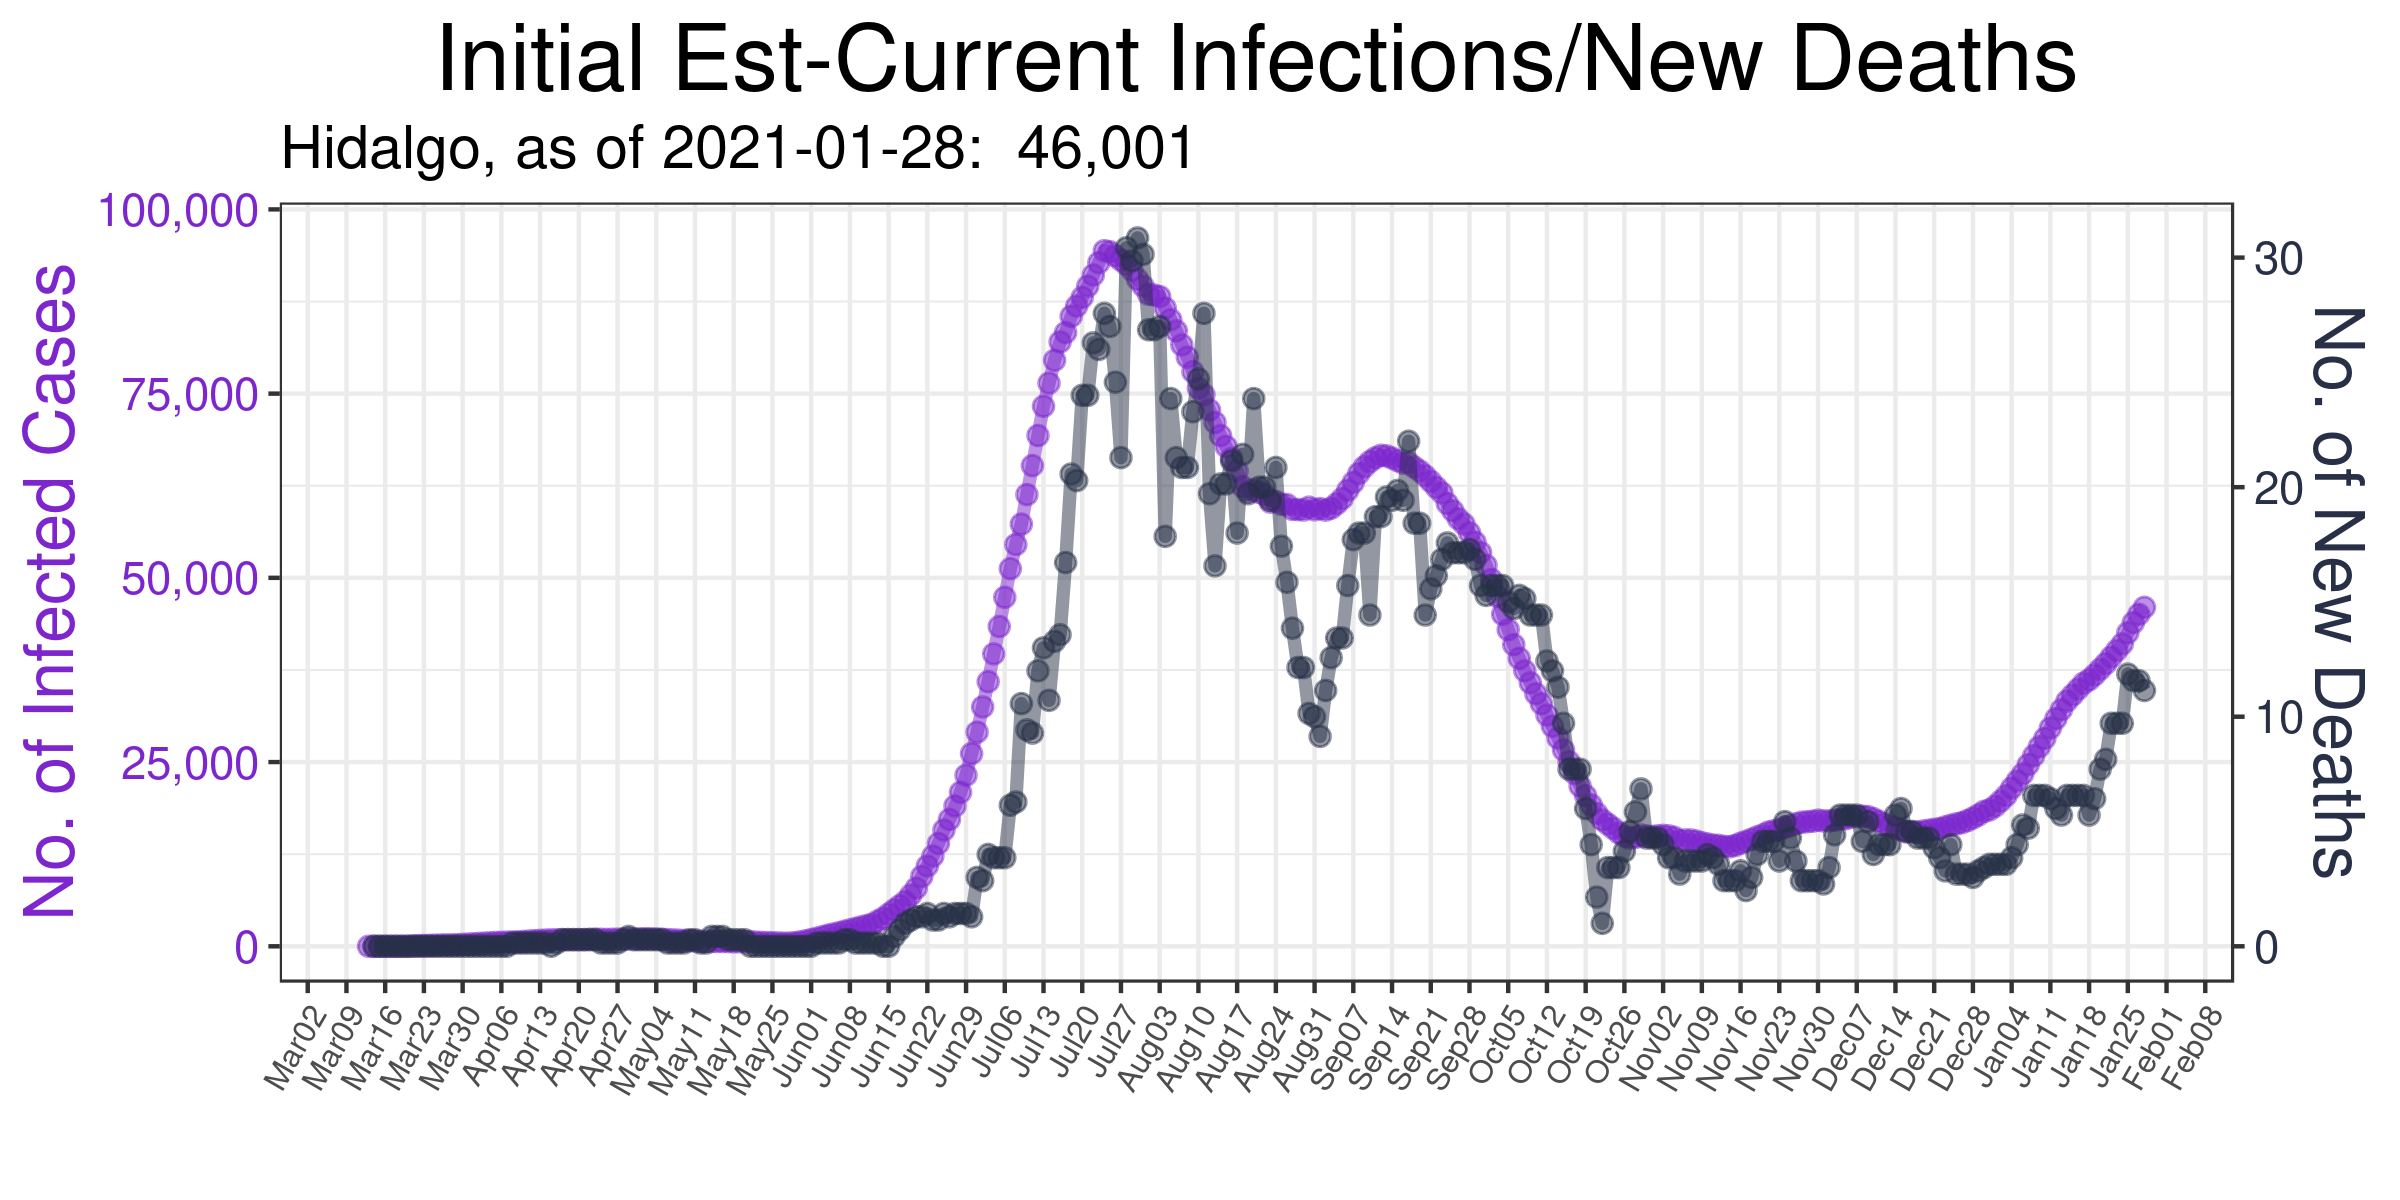 Initial Est-Current Infections/New Deaths
Hidalgo, as of 2021-01-28:  46,001
No. of Infected Cases
100,000
75,000
50,000
25,000
0
30
20
10
0
No. of New Deaths
Mar02
Mar09
Mar16
Mar23
Mar30
Apr06
Apr13
Apr20
Apr27
May04
May11
May18
May25
Jun01
Jun08
Jun15
Jun22
Jun29
Jul06
Jul13
Jul20
Jul27
Aug03
Aug10
Aug17
Aug24
Aug31
Sep07
Sep14
Sep21
Sep28
Oct05
Oct12
Oct19
Oct26
Nov02
Nov09
Nov16
Nov23
Nov30
Dec07
Dec14
Dec21
Dec28
Jan04
Jan11
Jan18
Jan25
Feb01
Feb08